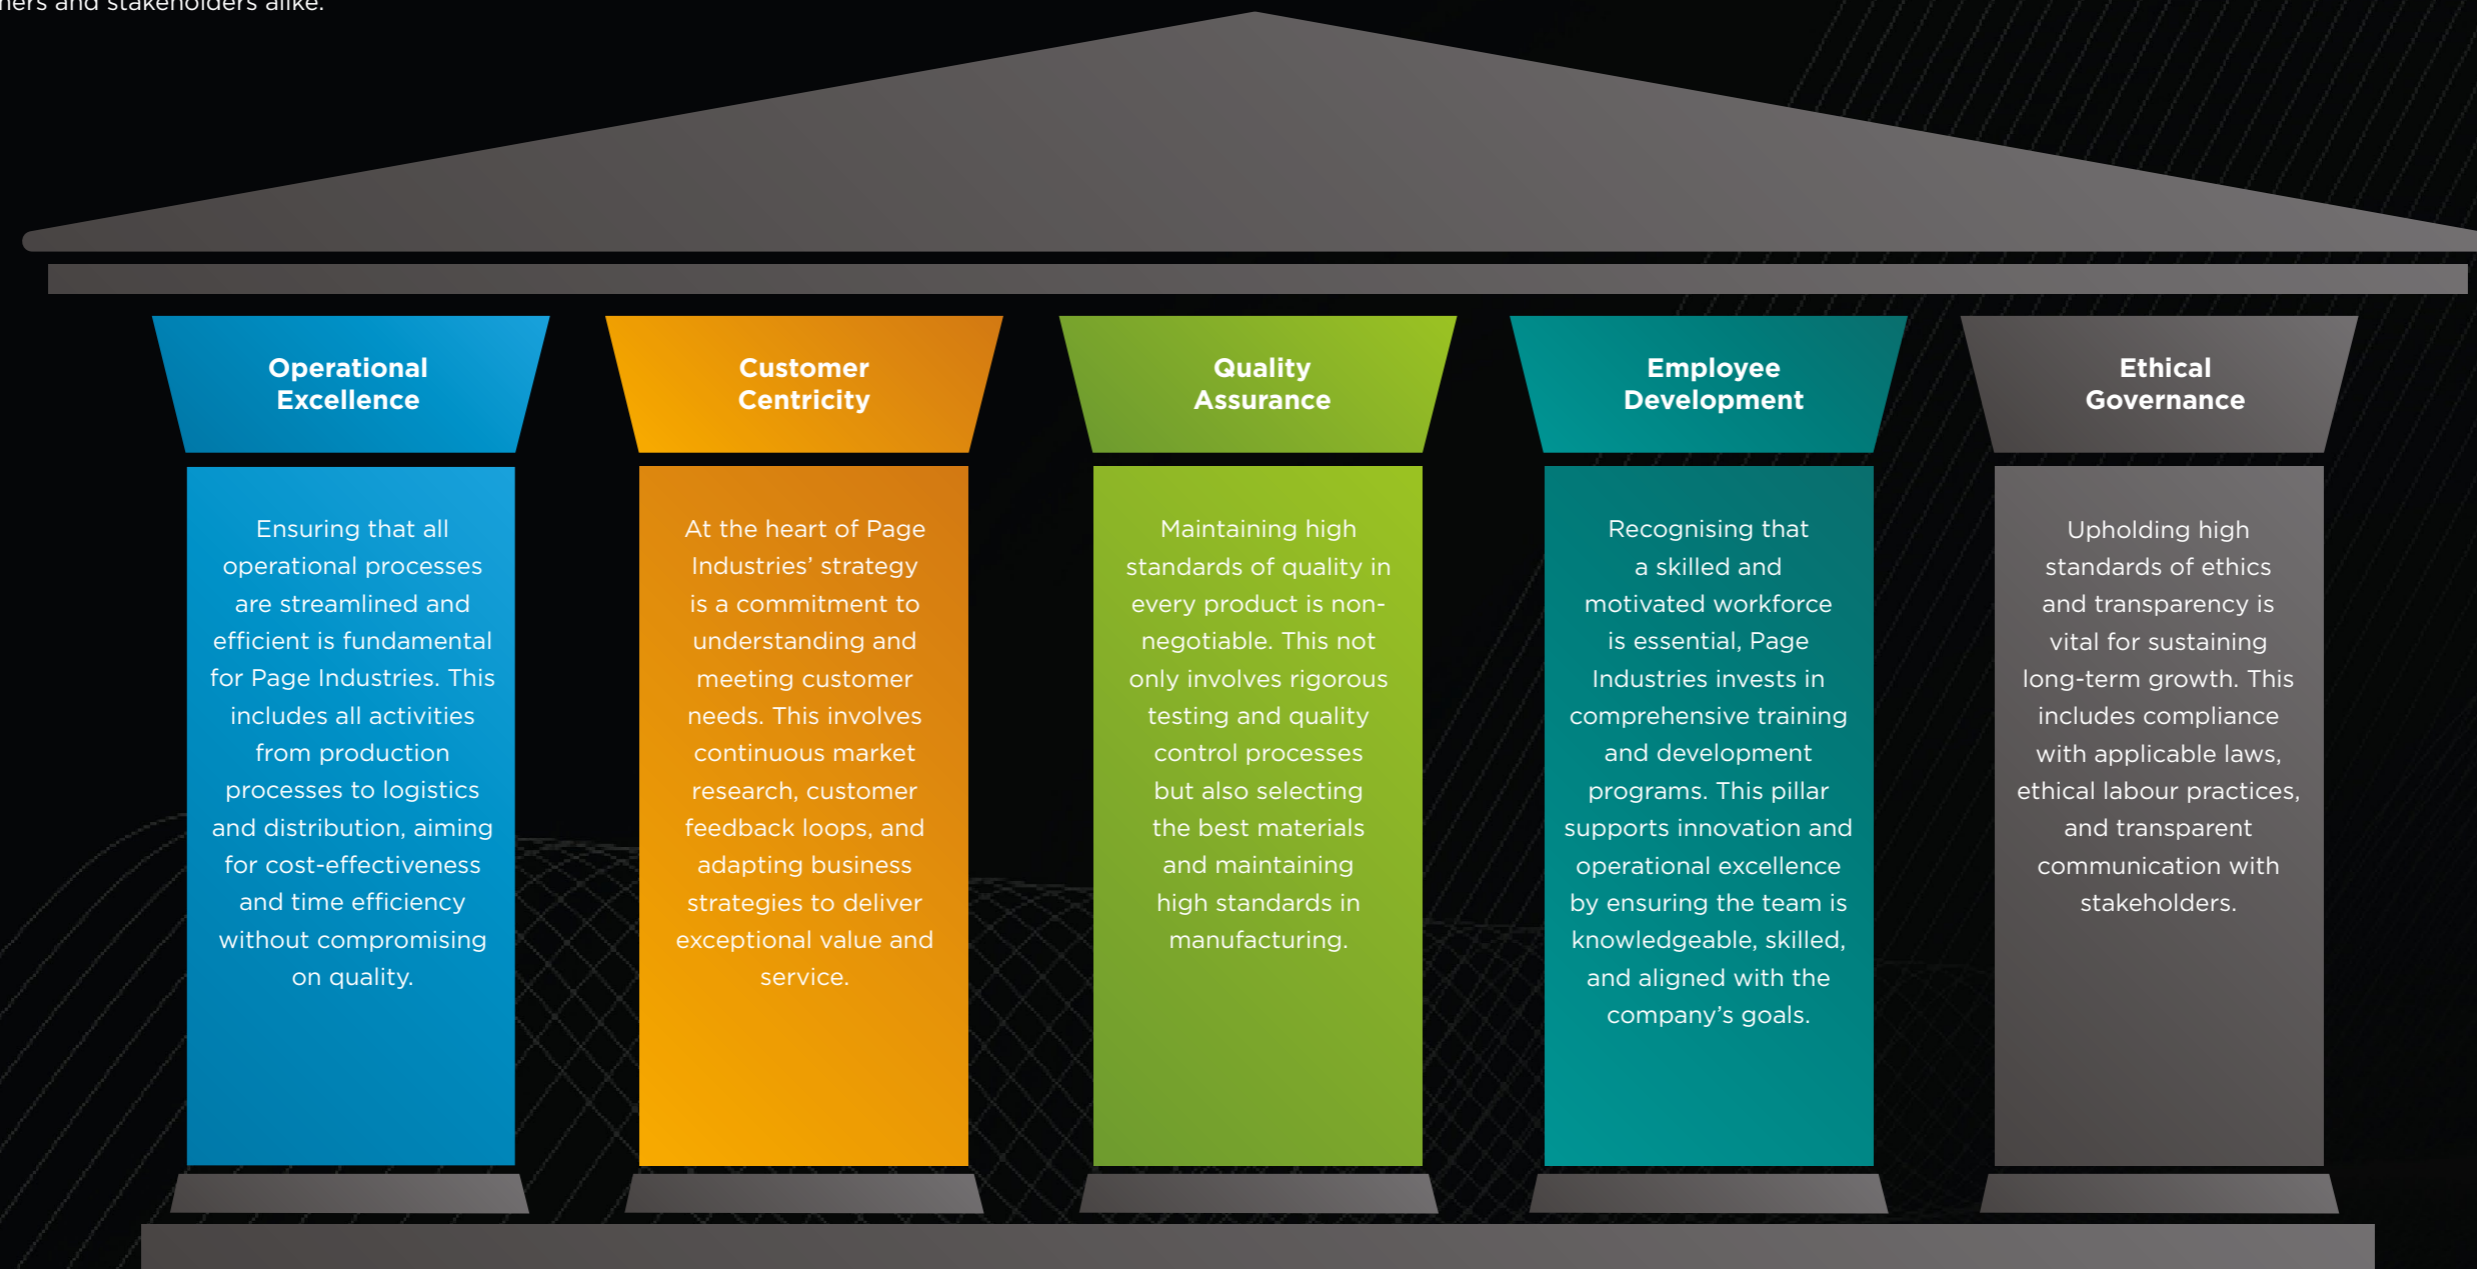 and stakeholders alike.
Operational
Excellence
Ensuring that all
operational processes
are streamlined and
efficient is fundamental
for Page Industries. This
includes all activities
from production
processes to logistics
and distribution, aiming
for cost-effectiveness
and time efficiency
without compromising
on quality.
Customer
Centricity
At the heart of Page
Industries’ strategy
is a commitment to
understanding and
meeting customer
needs. This involves
continuous market
research, customer
feedback loops, and
adapting business
strategies to deliver
exceptional value and
service.
Quality
Assurance
Maintaining high
standards of quality in
every product is non-
negotiable. This not
only involves rigorous
testing and quality
control processes
but also selecting
the best materials
and maintaining
high standards in
manufacturing.
Employee
Development
Recognising that
a skilled and
motivated workforce
is essential, Page
Industries invests in
comprehensive training
and development
programs. This pillar
supports innovation and
operational excellence
by ensuring the team is
knowledgeable, skilled,
and aligned with the
company’s goals.
Ethical
Governance
Upholding high
standards of ethics
and transparency is
vital for sustaining
long-term growth. This
includes compliance
with applicable laws,
ethical labour practices,
and transparent
communication with
stakeholders.